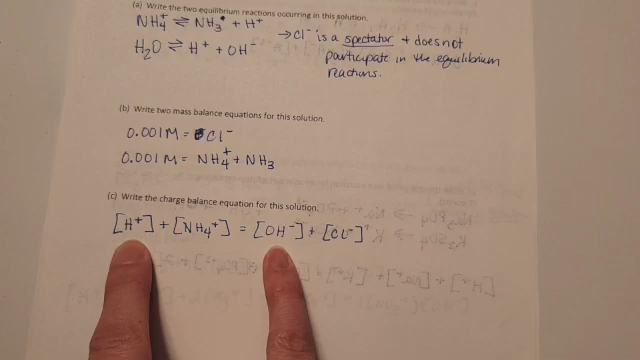 (a) Write the two equilibrium reactions occurring in this solution.
NH₄⁺ ⇌ NH₃ + H⁺
H₂O ⇌ H⁺ + OH⁻
→ Cl⁻ is a spectator + does not
participate in the equilibrium
reactions.
(b) Write two mass balance equations for this solution.
0.001M = Cl⁻
0.001M = NH₄⁺ + NH₃
(c) Write the charge balance equation for this solution.
[H⁺] + [NH₄⁺] = [OH⁻] + [Cl⁻]